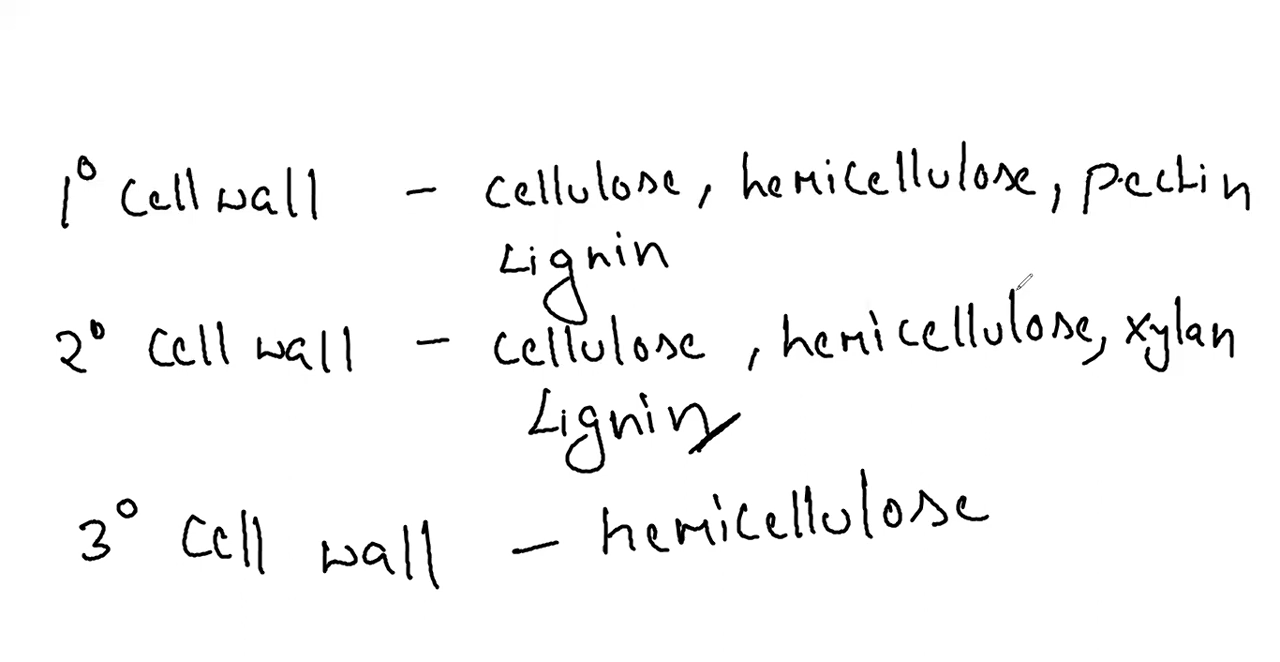 1° Cell wall - cellulose, hemicellulose, pectin
Lignin
2° Cell wall - cellulose, hemicellulose, xylan
Lignin
3° Cell wall - hemicellulose